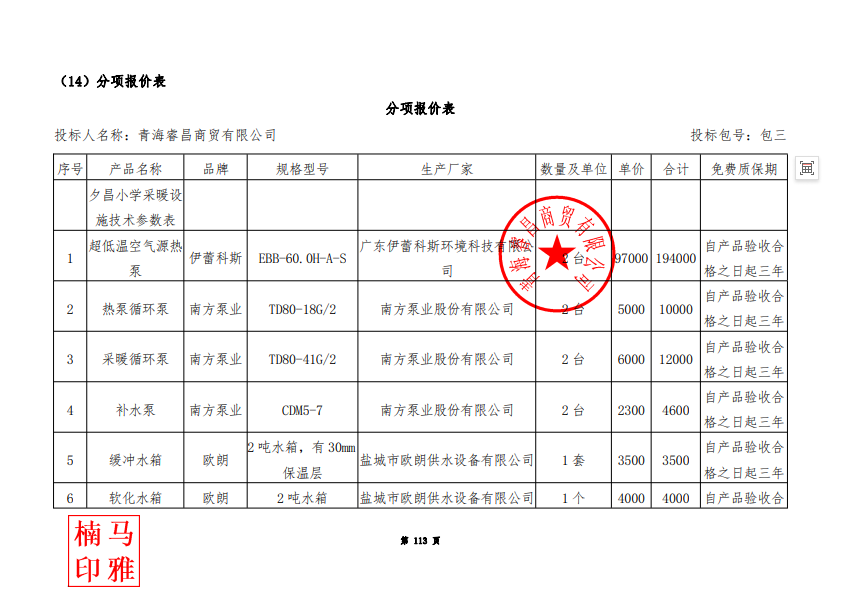 (14) 分项报价表
分项报价表
投标人名称：青海睿昌商贸有限公司 投标包号：包三
序号 产品名称 品牌 规格型号 生产厂家 数量及单位 单价 合计 免费质保期
夕昌小学采暖设
施技术参数表
1 超低温空气源热泵 伊蕾科斯 EBB-60.0H-A-S 广东伊蕾科斯环境科技有限公司 2台 97000 194000 自产品验收合格之日起三年
2 热泵循环泵 南方泵业 TD80-18G/2 南方泵业股份有限公司 2台 5000 10000 自产品验收合格之日起三年
3 采暖循环泵 南方泵业 TD80-41G/2 南方泵业股份有限公司 2台 6000 12000 自产品验收合格之日起三年
4 补水泵 南方泵业 CDM5-7 南方泵业股份有限公司 2台 2300 4600 自产品验收合格之日起三年
5 缓冲水箱 欧朗 2吨水箱，有30mm保温层 盐城市欧朗供水设备有限公司 1套 3500 3500 自产品验收合格之日起三年
6 软化水箱 欧朗 2吨水箱 盐城市欧朗供水设备有限公司 1个 4000 4000 自产品验收合
青海睿昌商贸有限公司
楠马
印雅
第 113 页